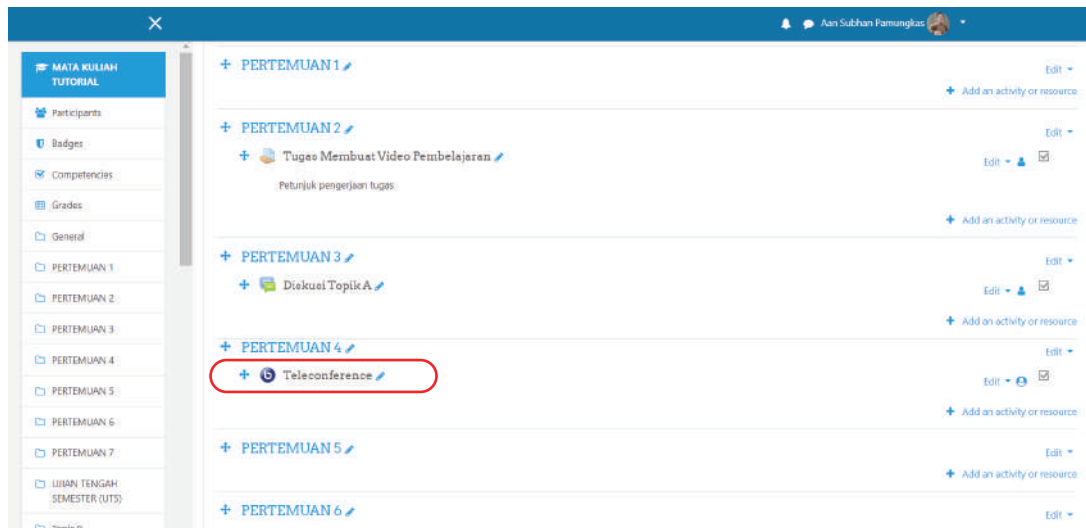 Aan Subhan Pamungkas
MATA KULIAH
TUTORIAL
Participants
Badges
Competencies
Grades
General
PERTEMUAN 1
PERTEMUAN 2
PERTEMUAN 3
PERTEMUAN 4
PERTEMUAN 5
PERTEMUAN 6
PERTEMUAN 7
UJIAN TENGAH
SEMESTER (UTS)
PERTEMUAN 1
Edit
Add an activity or resource
PERTEMUAN 2
Edit
Tugas Membuat Video Pembelajaran
Edit
Petunjuk pengerjaan tugas
Add an activity or resource
PERTEMUAN 3
Edit
Diskusi Topik A
Edit
Add an activity or resource
PERTEMUAN 4
Edit
Teleconference
Edit
Add an activity or resource
PERTEMUAN 5
Edit
Add an activity or resource
PERTEMUAN 6
Edit